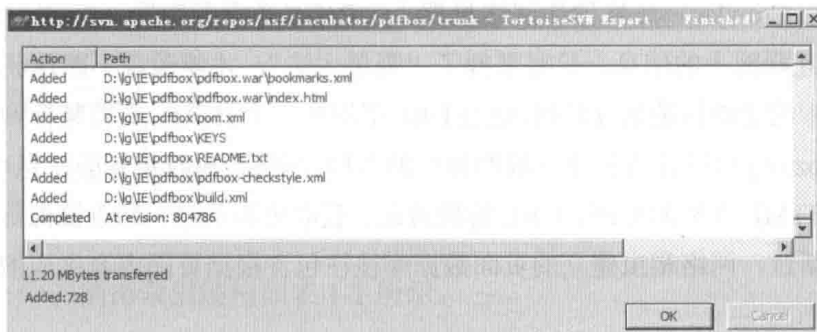 http://svn.apache.org/repos/asf/incubator/pdfbox/trunk - TortoiseSVN Export Finished!
Action Path
Added D:\lg\IE\pdfbox\pdfbox.war\bookmarks.xml
Added D:\lg\IE\pdfbox\pdfbox.war\index.html
Added D:\lg\IE\pdfbox\pom.xml
Added D:\lg\IE\pdfbox\KEYS
Added D:\lg\IE\pdfbox\README.txt
Added D:\lg\IE\pdfbox\pdfbox-checkstyle.xml
Added D:\lg\IE\pdfbox\build.xml
Completed At revision: 804786
11.20 MBytes transferred
Added:728
OK Cancel